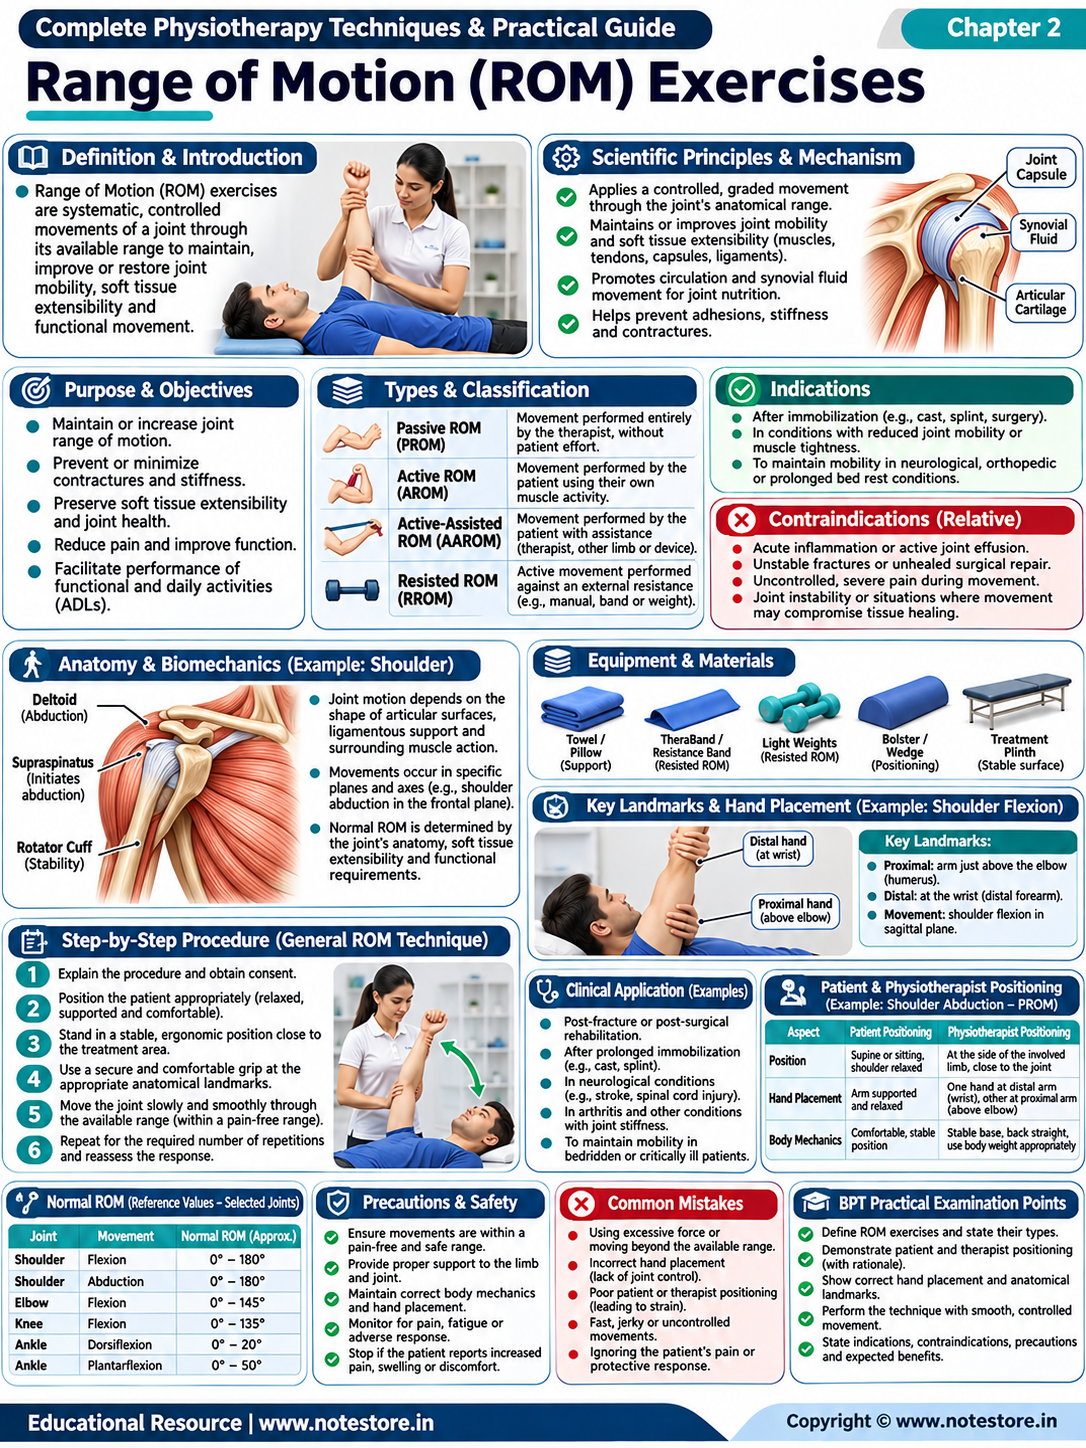 Complete Physiotherapy Techniques & Practical Guide
Chapter 2
Range of Motion (ROM) Exercises
Definition & Introduction
Range of Motion (ROM) exercises
are systematic, controlled
movements of a joint through
its available range to maintain,
improve or restore joint
mobility, soft tissue
extensibility and
functional movement.
Scientific Principles & Mechanism
Applies a controlled, graded movement
through the joint's anatomical range.
Maintains or improves joint mobility
and soft tissue extensibility (muscles,
tendons, capsules, ligaments).
Promotes circulation and synovial fluid
movement for joint nutrition.
Helps prevent adhesions, stiffness
and contractures.
Joint
Capsule
Synovial
Fluid
Articular
Cartilage
Purpose & Objectives
Maintain or increase joint
range of motion.
Prevent or minimize
contractures and stiffness.
Preserve soft tissue extensibility
and joint health.
Reduce pain and improve function.
Facilitate performance of
functional and daily activities
(ADLs).
Types & Classification
Passive ROM
(PROM)
Movement performed entirely
by the therapist, without
patient effort.
Active ROM
(AROM)
Movement performed by the
patient using their own
muscle activity.
Active-Assisted
ROM (AAROM)
Movement performed by the
patient with assistance
(therapist, other limb or device).
Resisted ROM
(RROM)
Active movement performed
against an external resistance
(e.g., manual, band or weight).
Indications
After immobilization (e.g., cast, splint, surgery).
In conditions with reduced joint mobility or
muscle tightness.
To maintain mobility in neurological, orthopedic
or prolonged bed rest conditions.
Contraindications (Relative)
Acute inflammation or active joint effusion.
Unstable fractures or unhealed surgical repair.
Uncontrolled, severe pain during movement.
Joint instability or situations where movement
may compromise tissue healing.
Anatomy & Biomechanics (Example: Shoulder)
Deltoid
(Abduction)
Supraspinatus
(Initiates
abduction)
Rotator Cuff
(Stability)
Joint motion depends on the
shape of articular surfaces,
ligamentous support and
surrounding muscle action.
Movements occur in specific
planes and axes (e.g., shoulder
abduction in the frontal plane).
Normal ROM is determined by
the joint's anatomy, soft tissue
extensibility and functional
requirements.
Equipment & Materials
Towel /
Pillow
(Support)
TheraBand /
Resistance Band
(Resisted ROM)
Light Weights
(Resisted ROM)
Bolster /
Wedge
(Positioning)
Treatment
Plinth
(Stable surface)
Key Landmarks & Hand Placement (Example: Shoulder Flexion)
Distal hand
(at wrist)
Proximal hand
(above elbow)
Key Landmarks:
Proximal: arm just above the elbow
(humerus).
Distal: at the wrist (distal forearm).
Movement: shoulder flexion in
sagittal plane.
Step-by-Step Procedure (General ROM Technique)
1 Explain the procedure and obtain consent.
2 Position the patient appropriately (relaxed,
supported and comfortable).
3 Stand in a stable, ergonomic position close to
the treatment area.
4 Use a secure and comfortable grip at the
appropriate anatomical landmarks.
5 Move the joint slowly and smoothly through
the available range (within a pain-free range).
6 Repeat for the required number of repetitions
and reassess the response.
Clinical Application (Examples)
Post-fracture or post-surgical
rehabilitation.
After prolonged immobilization
(e.g., cast, splint).
In neurological conditions
(e.g., stroke, spinal cord injury).
In arthritis and other conditions
with joint stiffness.
To maintain mobility in
bedridden or critically ill patients.
Patient & Physiotherapist Positioning
(Example: Shoulder Abduction – PROM)
Aspect Patient Positioning Physiotherapist Positioning
Position
Supine or sitting,
shoulder relaxed
At the side of the involved
limb, close to the joint
Hand Placement
Arm supported
and relaxed
One hand at distal arm
(wrist), other at proximal arm
(above elbow)
Body Mechanics
Comfortable, stable
position
Stable base, back straight,
use body weight appropriately
Normal ROM (Reference Values – Selected Joints)
Joint Movement Normal ROM (Approx.)
Shoulder Flexion 0° – 180°
Shoulder Abduction 0° – 180°
Elbow Flexion 0° – 145°
Knee Flexion 0° – 135°
Ankle Dorsiflexion 0° – 20°
Ankle Plantarflexion 0° – 50°
Precautions & Safety
Ensure movements are within a
pain-free and safe range.
Provide proper support to the limb
and joint.
Maintain correct body mechanics
and hand placement.
Monitor for pain, fatigue or
adverse response.
Stop if the patient reports increased
pain, swelling or discomfort.
Common Mistakes
Using excessive force or
moving beyond the available range.
Incorrect hand placement
(lack of joint control).
Poor patient or therapist positioning
(leading to strain).
Fast, jerky or uncontrolled
movements.
Ignoring the patient's pain or
protective response.
BPT Practical Examination Points
Define ROM exercises and state their types.
Demonstrate patient and therapist positioning
(with rationale).
Show correct hand placement and anatomical
landmarks.
Perform the technique with smooth, controlled
movement.
State indications, contraindications, precautions
and expected benefits.
Educational Resource | www.notestore.in
Copyright © www.notestore.in